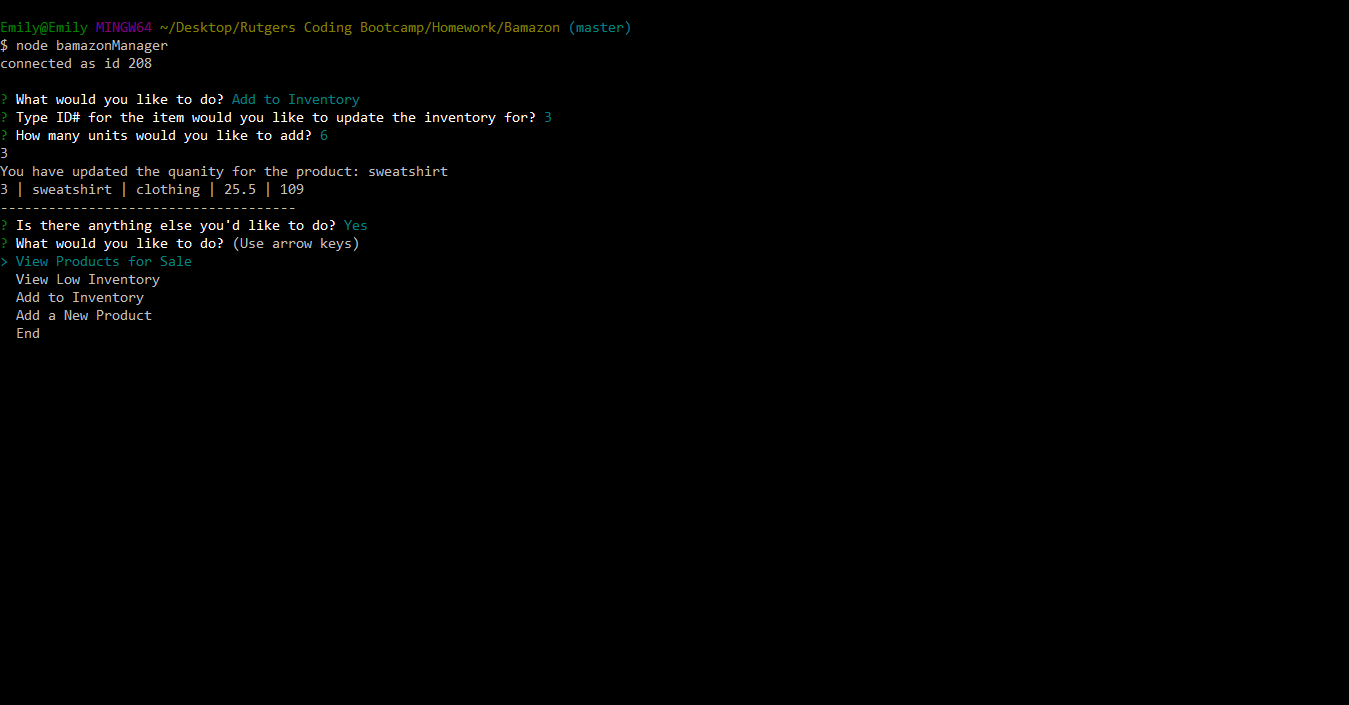 Emily@Emily MINGW64 ~/Desktop/Rutgers Coding Bootcamp/Homework/Bamazon (master)
$ node bamazonManager
connected as id 208
? What would you like to do? Add to Inventory
? Type ID# for the item would you like to update the inventory for? 3
? How many units would you like to add? 6
3
You have updated the quanity for the product: sweatshirt
3 | sweatshirt | clothing | 25.5 | 109
-------------------------------------
? Is there anything else you'd like to do? Yes
? What would you like to do? (Use arrow keys)
> View Products for Sale
  View Low Inventory
  Add to Inventory
  Add a New Product
  End